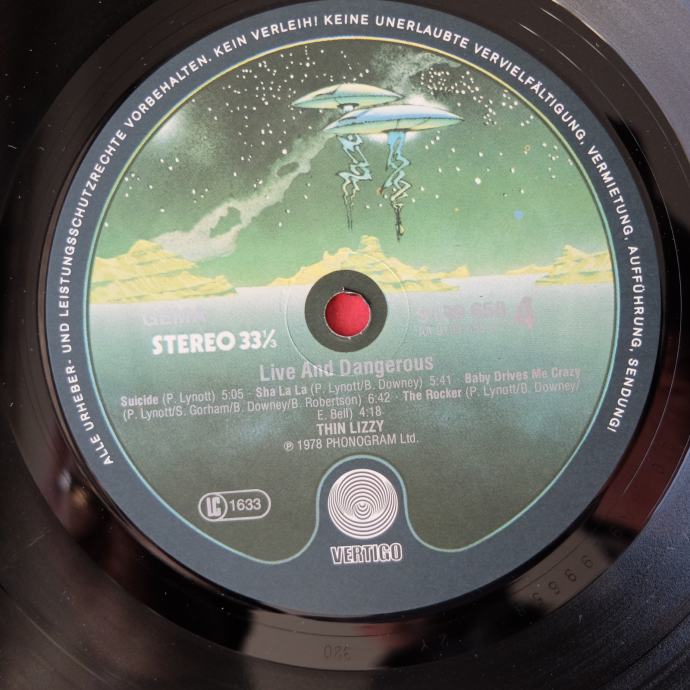 ALLE URHEBER- UND LEISTUNGSSCHUTZRECHTE VORBEHALTEN. KEIN VERLEIH! KEINE UNERLAUBTE VERVIELFÄLTIGUNG, VERMIETUNG, AUFFÜHRUNG, SENDUNG!
GEMA
4
STEREO 33⅓
Live And Dangerous
Suicide (P. Lynott) 5:05 · Sha La La (P. Lynott/B. Downey) 5:41 · Baby Drives Me Crazy
(P. Lynott/S. Gorham/B. Downey/B. Robertson) 6:42 · The Rocker (P. Lynott/B. Downey/
E. Bell) 4:18
THIN LIZZY
℗ 1978 PHONOGRAM Ltd.
LC 1633
VERTIGO
320